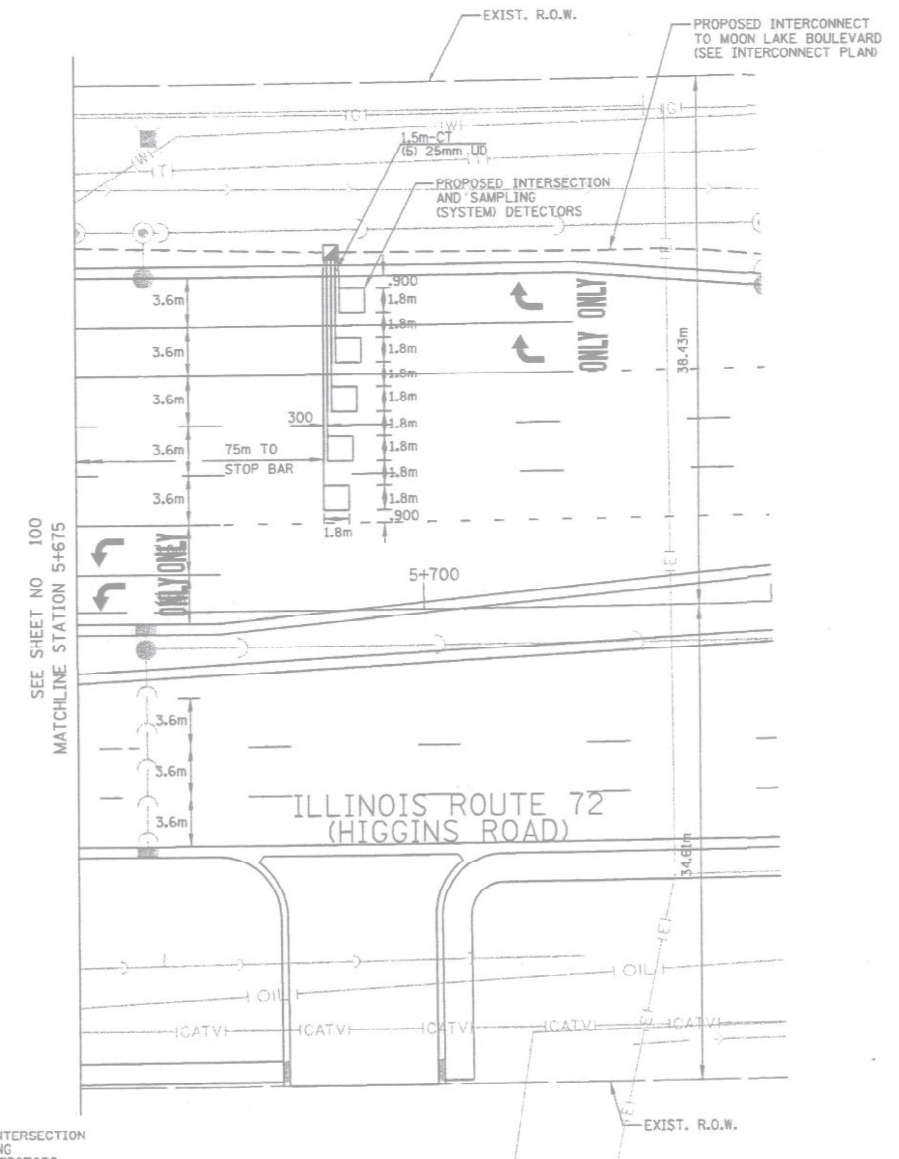 EXIST. R.O.W.
PROPOSED INTERCONNECT
TO MOON LAKE BOULEVARD
(SEE INTERCONNECT PLAN)
(G)
(G)
(W)
1.5m-CT
(5) 25mm UD
(W)
(T)
PROPOSED INTERSECTION
AND SAMPLING
(SYSTEM) DETECTORS
.900
3.6m
1.8m
ONLY ONLY
1.8m
3.6m
1.8m
38.43m
1.8m
3.6m
1.8m
300
1.8m
3.6m
75m TO
STOP BAR
1.8m
1.8m
3.6m
1.8m
.900
1.8m
SEE SHEET NO 100
MATCHLINE STATION 5+675
ONLY ONLY
5+700
3.6m
3.6m
ILLINOIS ROUTE 72
(HIGGINS ROAD)
3.6m
34.61m
OIL
OIL
(CATV)
(CATV)
(CATV)
(CATV)
(CATV)
EXIST. R.O.W.
NTERSECTION
NG